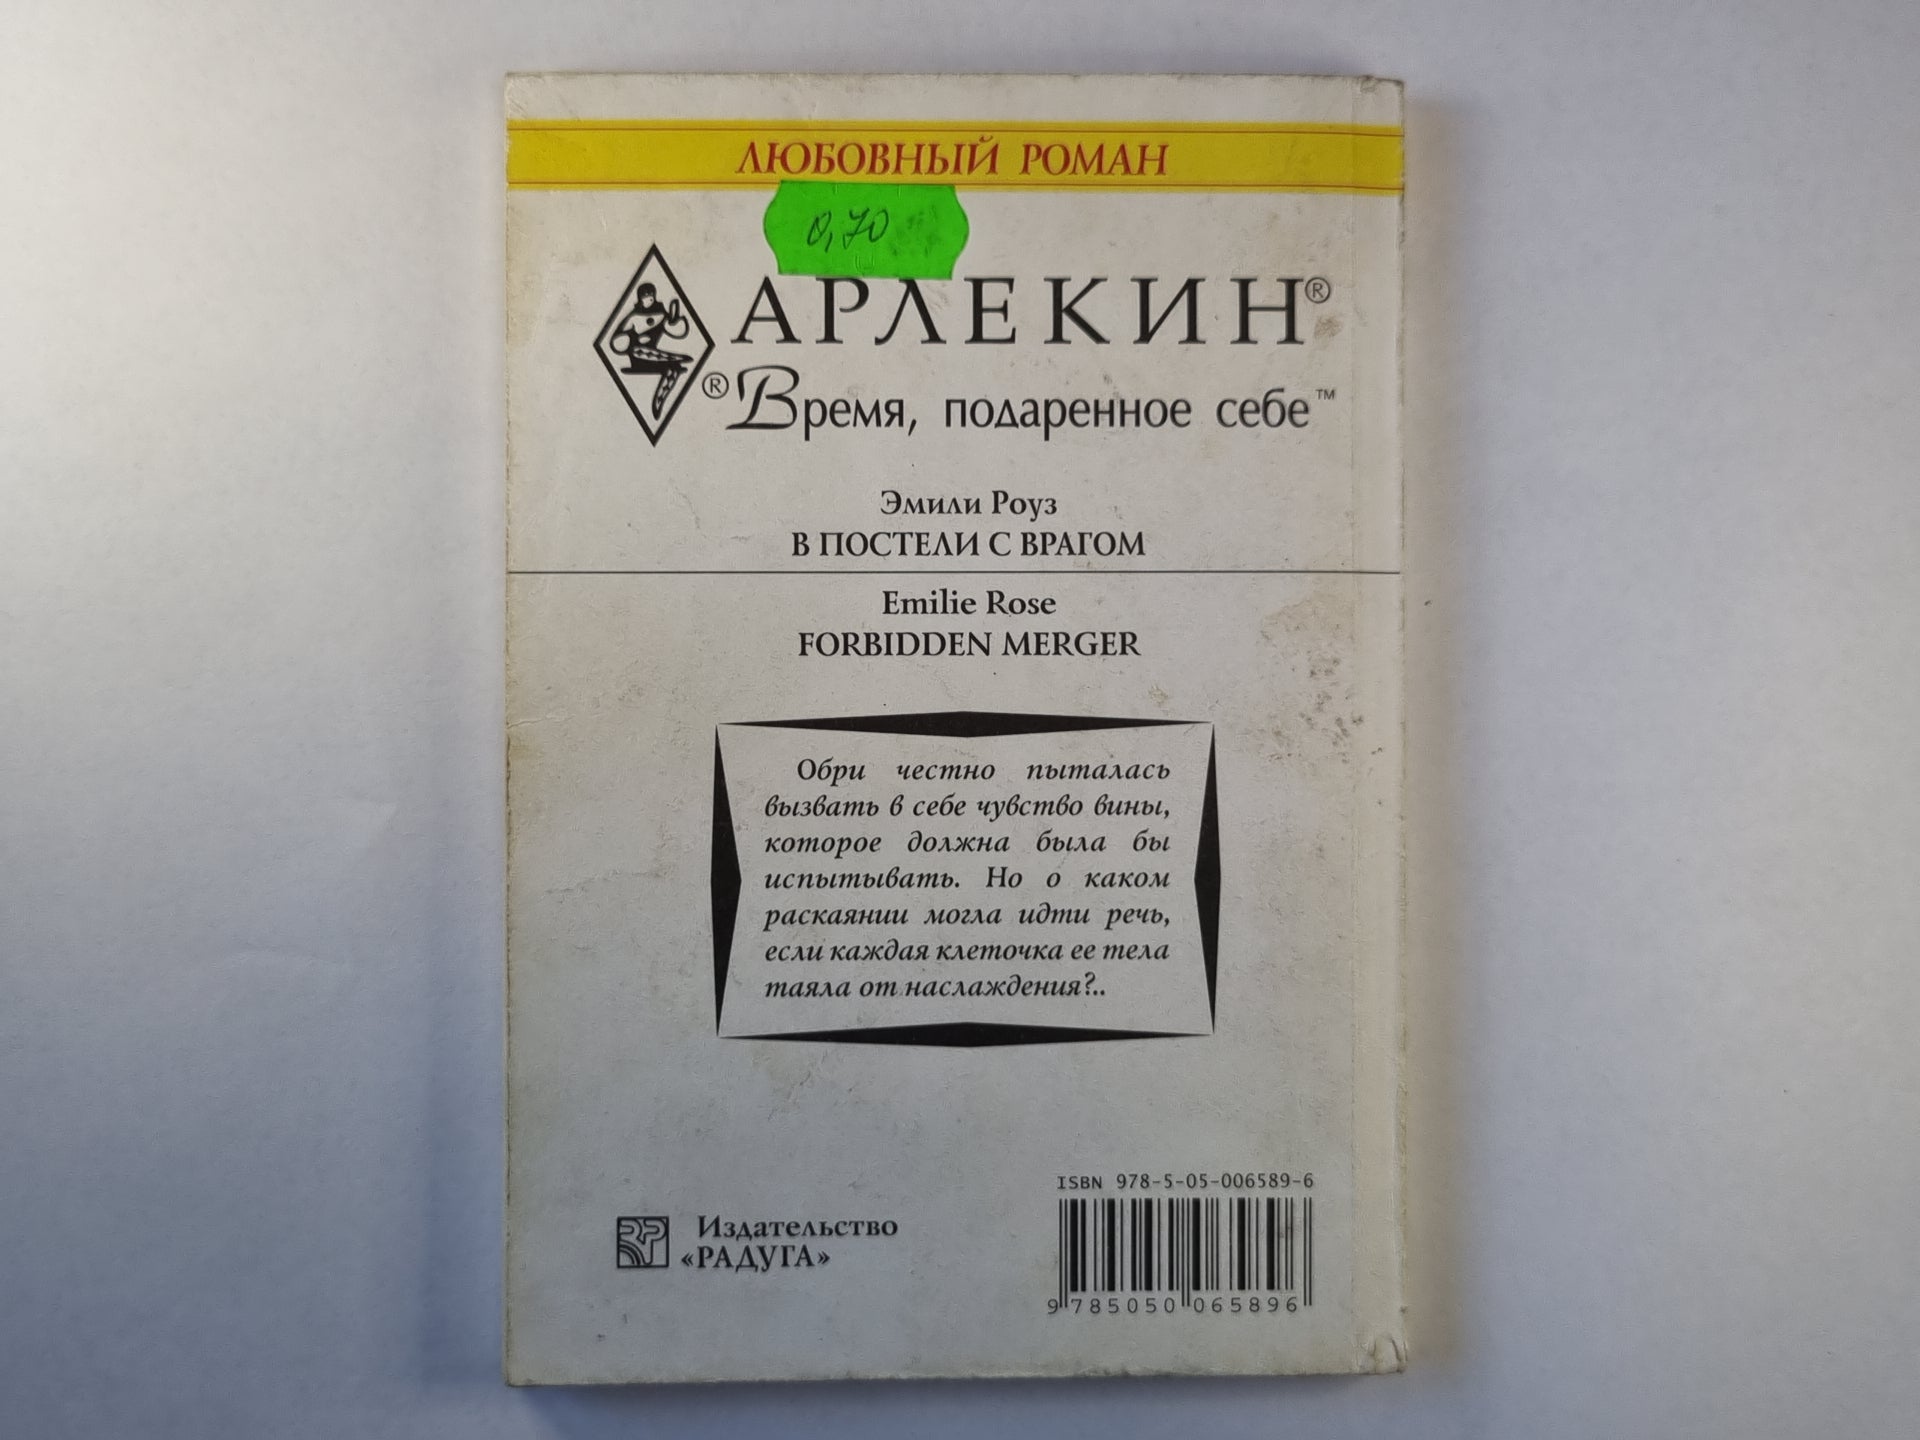 ЛЮБОВНЫЙ РОМАН
0,70
АРЛЕКИН®
® Время, подаренное себе™
Эмили Роуз
В ПОСТЕЛИ С ВРАГОМ
Emilie Rose
FORBIDDEN MERGER
Обри честно пыталась
вызвать в себе чувство вины,
которое должна была бы
испытывать. Но о каком
раскаянии могла идти речь,
если каждая клеточка ее тела
таяла от наслаждения?..
ISBN 978-5-05-006589-6
Издательство
«РАДУГА»
9 785050 065896